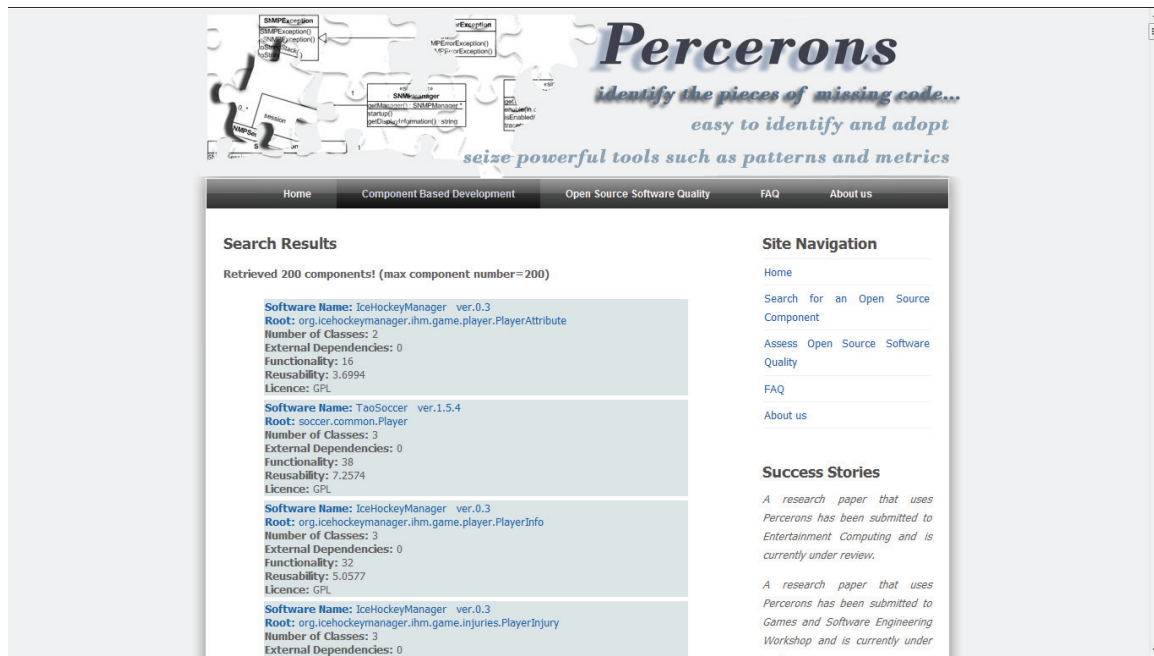 SNMPException
SNMPException()
rException
MPErrorException()
Percerons
identify the pieces of missing code...
easy to identify and adopt
seize powerful tools such as patterns and metrics
SNMPmanager
getManager() : SNMPManager *
startup()
getDisplayInformation() : string
session
0..*
1
1
Home
Component Based Development
Open Source Software Quality
FAQ
About us
Search Results
Retrieved 200 components! (max component number=200)
Software Name: IceHockeyManager ver.0.3
Root: org.icehockeymanager.ihm.game.player.PlayerAttribute
Number of Classes: 2
External Dependencies: 0
Functionality: 16
Reusability: 3.6994
Licence: GPL
Software Name: TaoSoccer ver.1.5.4
Root: soccer.common.Player
Number of Classes: 3
External Dependencies: 0
Functionality: 38
Reusability: 7.2574
Licence: GPL
Software Name: IceHockeyManager ver.0.3
Root: org.icehockeymanager.ihm.game.player.PlayerInfo
Number of Classes: 3
External Dependencies: 0
Functionality: 32
Reusability: 5.0577
Licence: GPL
Software Name: IceHockeyManager ver.0.3
Root: org.icehockeymanager.ihm.game.injuries.PlayerInjury
Number of Classes: 3
External Dependencies: 0
Site Navigation
Home
Search for an Open Source
Component
Assess Open Source Software
Quality
FAQ
About us
Success Stories
A research paper that uses
Percerons has been submitted to
Entertainment Computing and is
currently under review.
A research paper that uses
Percerons has been submitted to
Games and Software Engineering
Workshop and is currently under